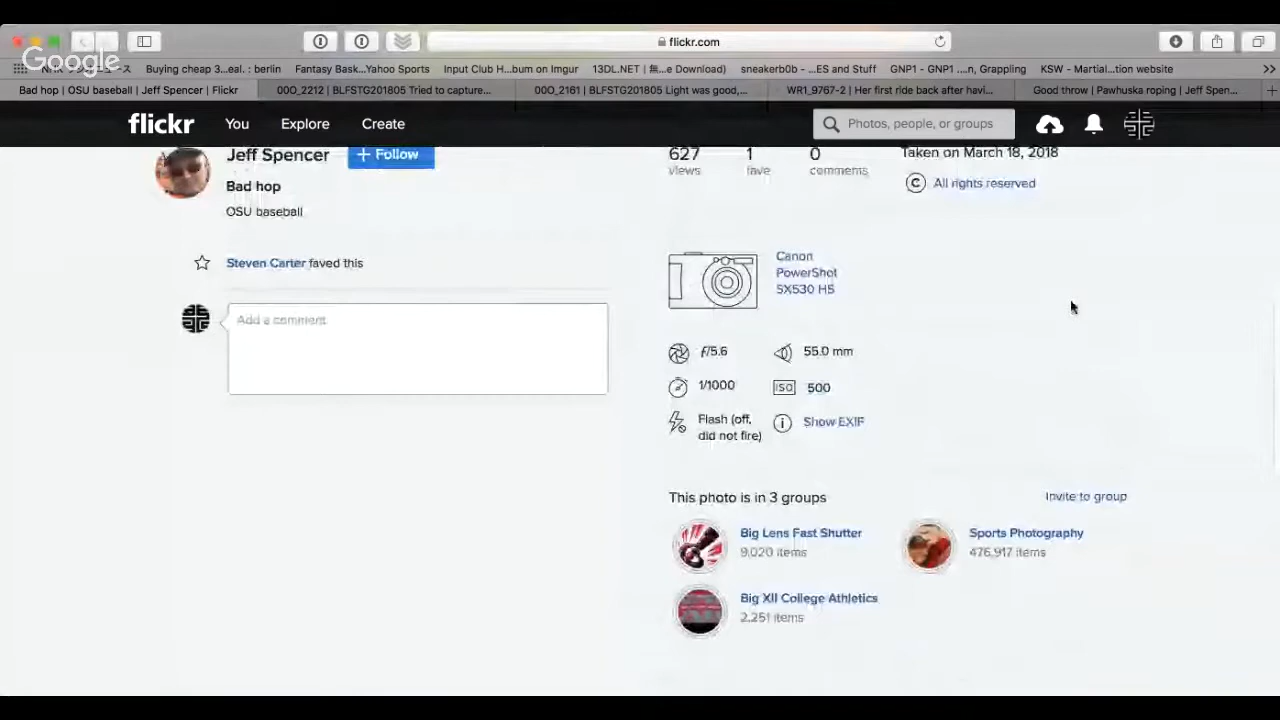 flickr.com
Google
Buying cheap 3...eal. : berlin
Fantasy Bask...Yahoo Sports
Input Club H...bum on Imgur
13DL.NET ( 無...e Download)
sneakerb0b - ...ES and Stuff
GNP1 - GNP1 ....n, Grappling
KSW - Martial...tion website
Bad hop | OSU baseball | Jeff Spencer | Flickr
00O_2212 | BLFSTG201805 Tried to capture...
00O_2161 | BLFSTG201805 Light was good,...
WR1_9767-2 | Her first ride back after havi...
Good throw | Pawhuska roping | Jeff Spen...
flickr
You
Explore
Create
Photos, people, or groups
Jeff Spencer
+ Follow
Bad hop
OSU baseball
627
views
1
fave
0
comments
Taken on March 18, 2018
All rights reserved
Steven Carter faved this
Add a comment
Canon
PowerShot
SX530 HS
f/5.6
55.0 mm
1/1000
ISO
500
Flash (off,
did not fire)
Show EXIF
This photo is in 3 groups
Invite to group
Big Lens Fast Shutter
9,020 items
Sports Photography
476,917 items
Big XII College Athletics
2,251 items